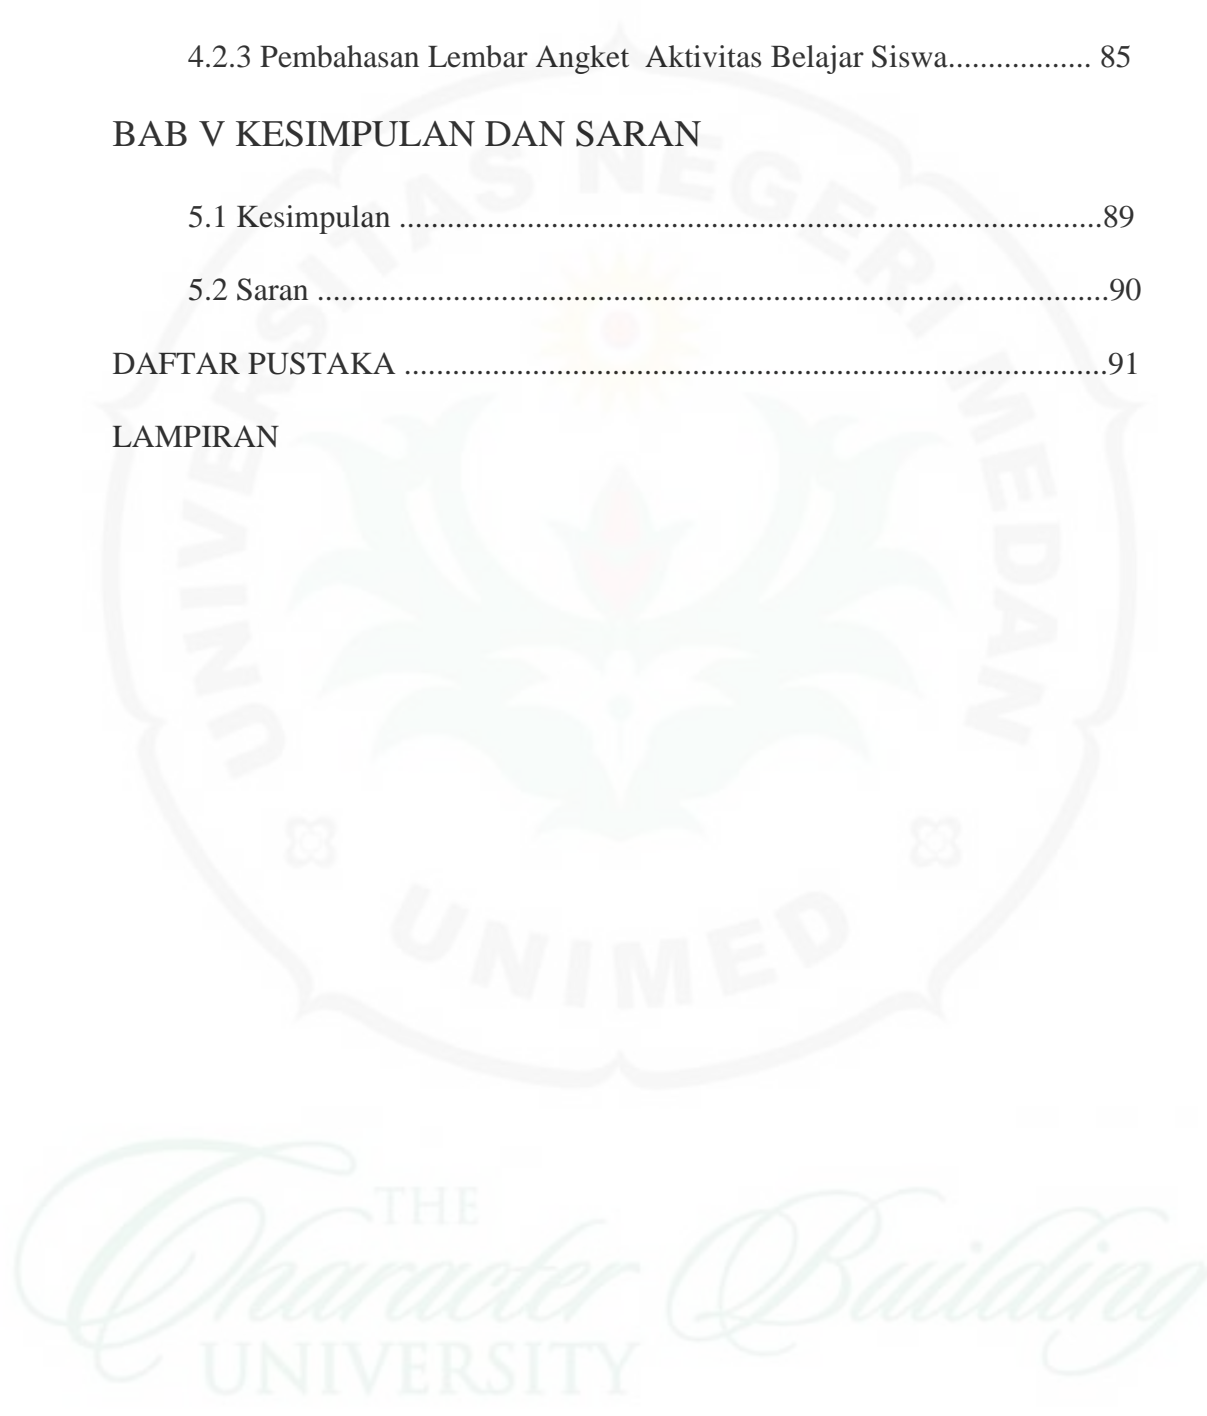 4.2.3 Pembahasan Lembar Angket  Aktivitas Belajar Siswa.................. 85
BAB V KESIMPULAN DAN SARAN
5.1 Kesimpulan ........................................................................................89
5.2 Saran ...................................................................................................90
DAFTAR PUSTAKA ........................................................................................91
LAMPIRAN
UNIVERSITAS NEGERI MEDAN
UNIMED
THE
Character Building
UNIVERSITY